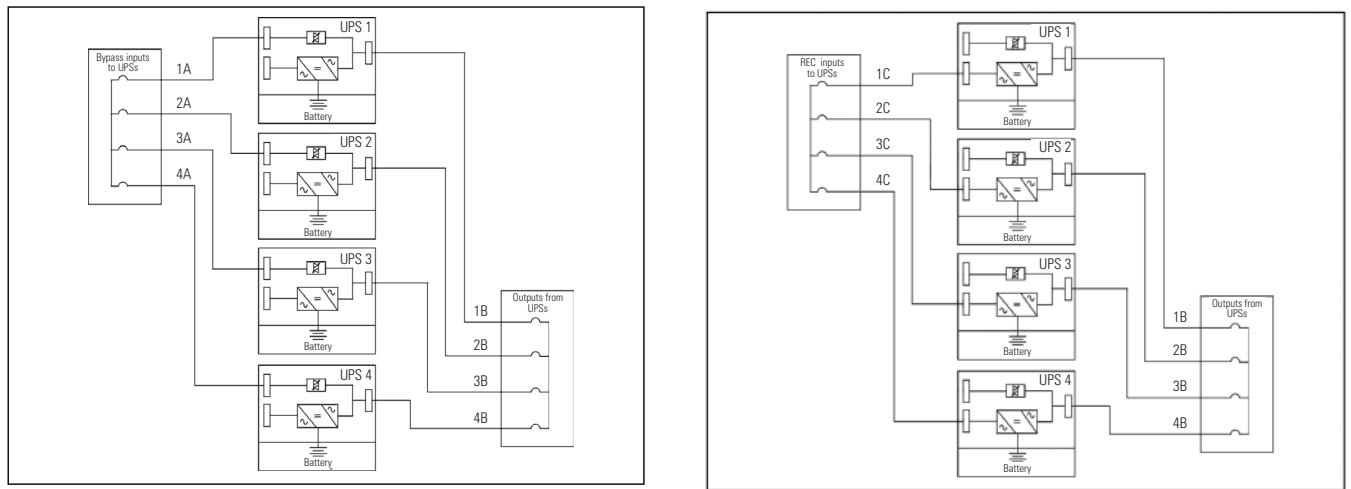 Bypass inputs
to UPSs
1A
2A
3A
4A
UPS 1
Battery
UPS 2
Battery
UPS 3
Battery
UPS 4
Battery
1B
2B
3B
4B
Outputs from
UPSs
REC inputs
to UPSs
1C
2C
3C
4C
UPS 1
Battery
UPS 2
Battery
UPS 3
Battery
UPS 4
Battery
1B
2B
3B
4B
Outputs from
UPSs